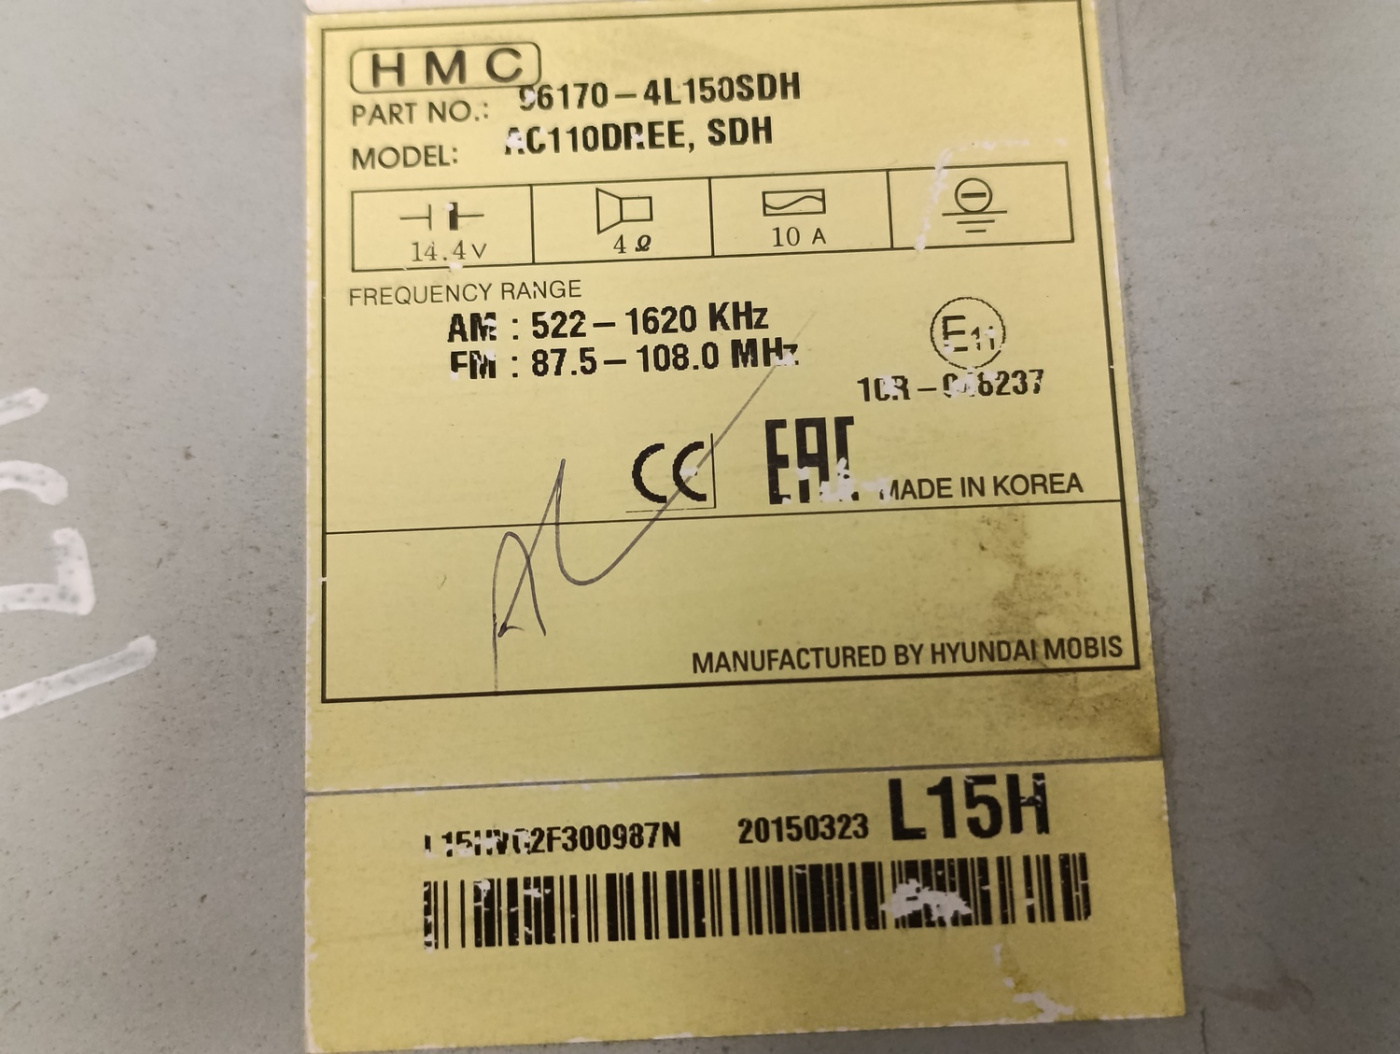 HMC
PART NO.: 96170-4L150SDH
MODEL: AC110DREE, SDH
14.4V
4Ω
10 A
FREQUENCY RANGE
AM : 522-1620 KHz
FM : 87.5-108.0 MHz
E11
10R-
CE
EAC
MADE IN KOREA
MANUFACTURED BY HYUNDAI MOBIS
20150323
L15H